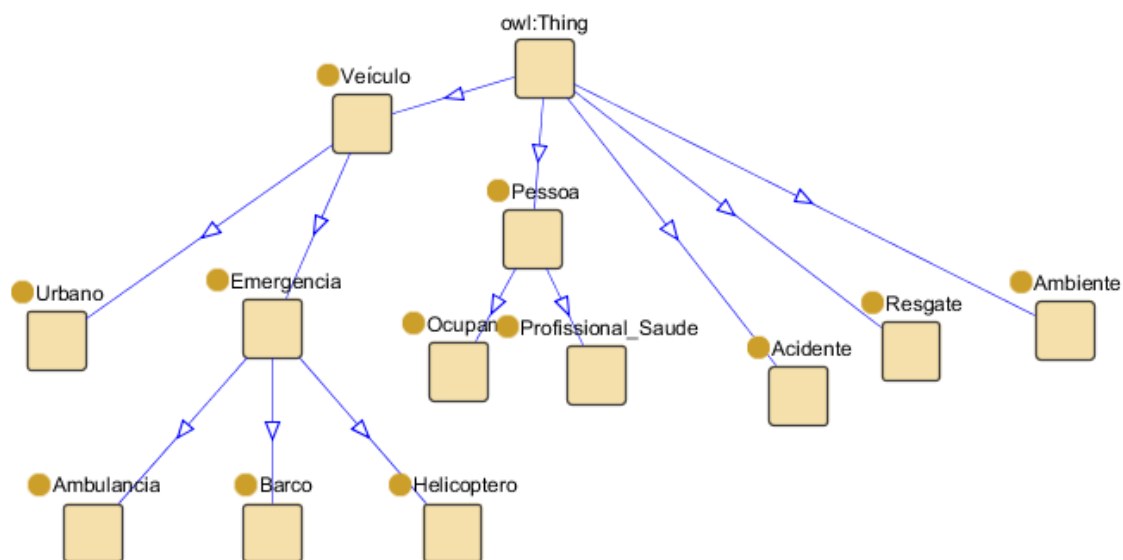 owl:Thing
Veículo
Pessoa
Urbano
Emergencia
Ambiente
Resgate
Ocupan
Profissional_Saude
Acidente
Ambulancia
Barco
Helicoptero